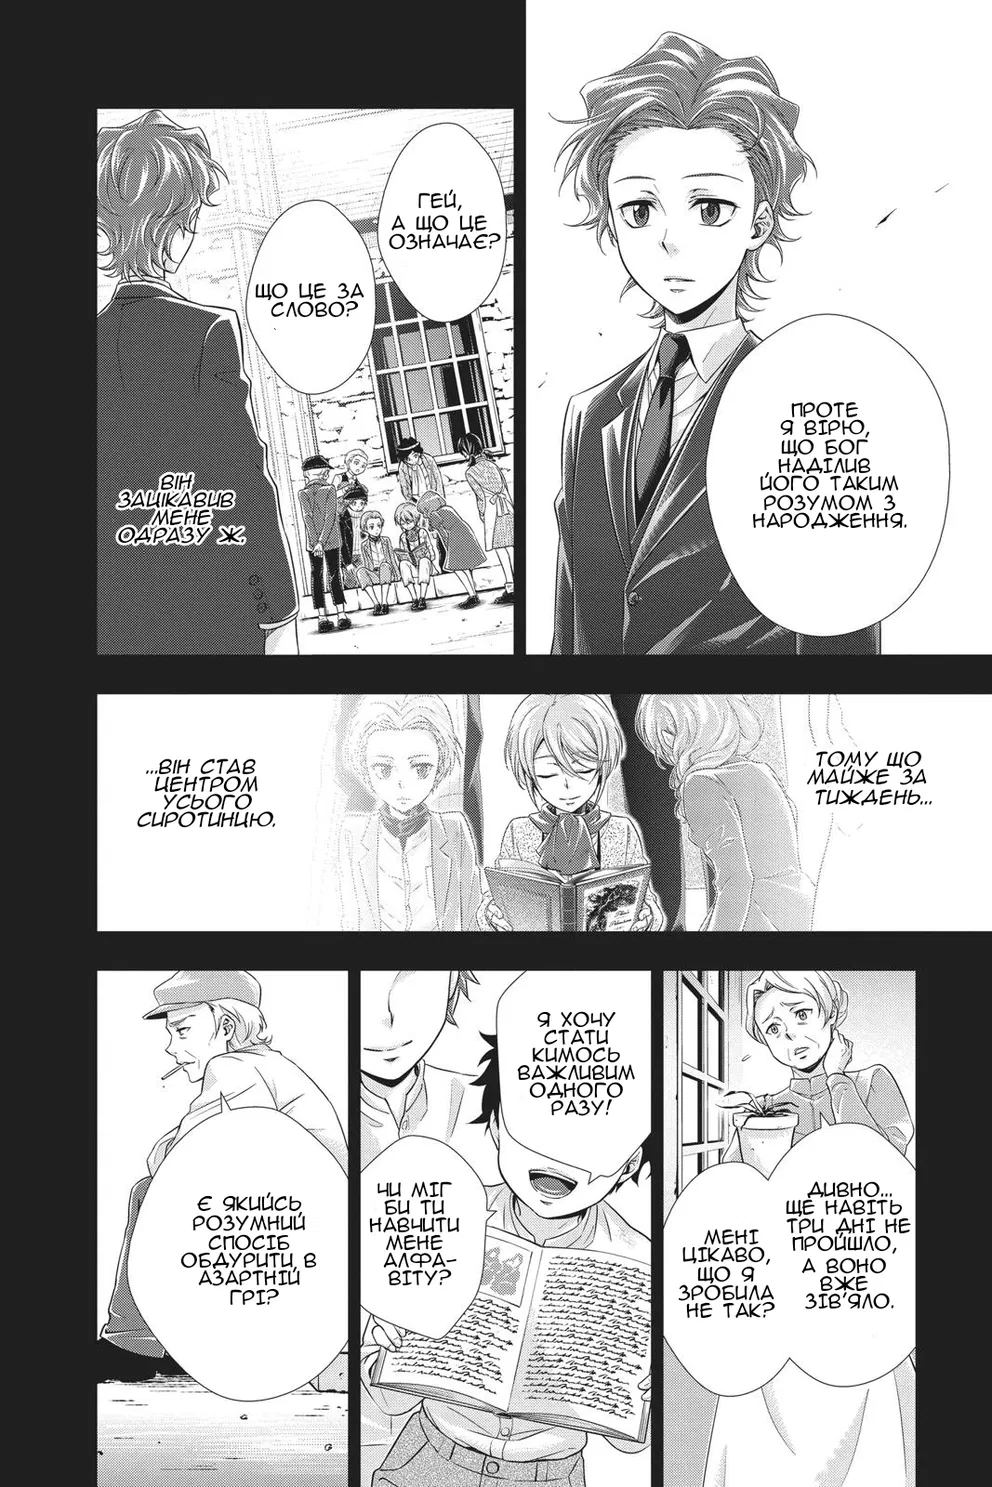 ПРОТЕ
Я ВІРЮ,
ЩО БОГ
НАДІЛИВ
ЙОГО ТАКИМ
РОЗУМОМ З
НАРОДЖЕННЯ.
ГЕЙ,
А ЩО ЦЕ
ОЗНАЧАЄ?
ЩО ЦЕ ЗА
СЛОВО?
ВІН
ЗАЦІКАВИВ
МЕНЕ
ОДРАЗУ Ж,
ТОМУ ЩО
МАЙЖЕ ЗА
ТИЖДЕНЬ...
...ВІН СТАВ
ЦЕНТРОМ
УСЬОГО
СИРОТИНЦЮ.
ДИВНО...
ЩЕ НАВІТЬ
ТРИ ДНІ НЕ
ПРОЙШЛО,
А ВОНО
ВЖЕ
ЗІВ'ЯЛО.
МЕНІ
ЦІКАВО,
ЩО Я
ЗРОБИЛА
НЕ ТАК?
Я ХОЧУ
СТАТИ
КИМОСЬ
ВАЖЛИВИМ
ОДНОГО
РАЗУ!
ЧИ МІГ
БИ ТИ
НАВЧИТИ
МЕНЕ
АЛФА-
ВІТУ?
Є ЯКИЙСЬ
РОЗУМНИЙ
СПОСІБ
ОБДУРИТИ В
АЗАРТНІЙ
ГРІ?